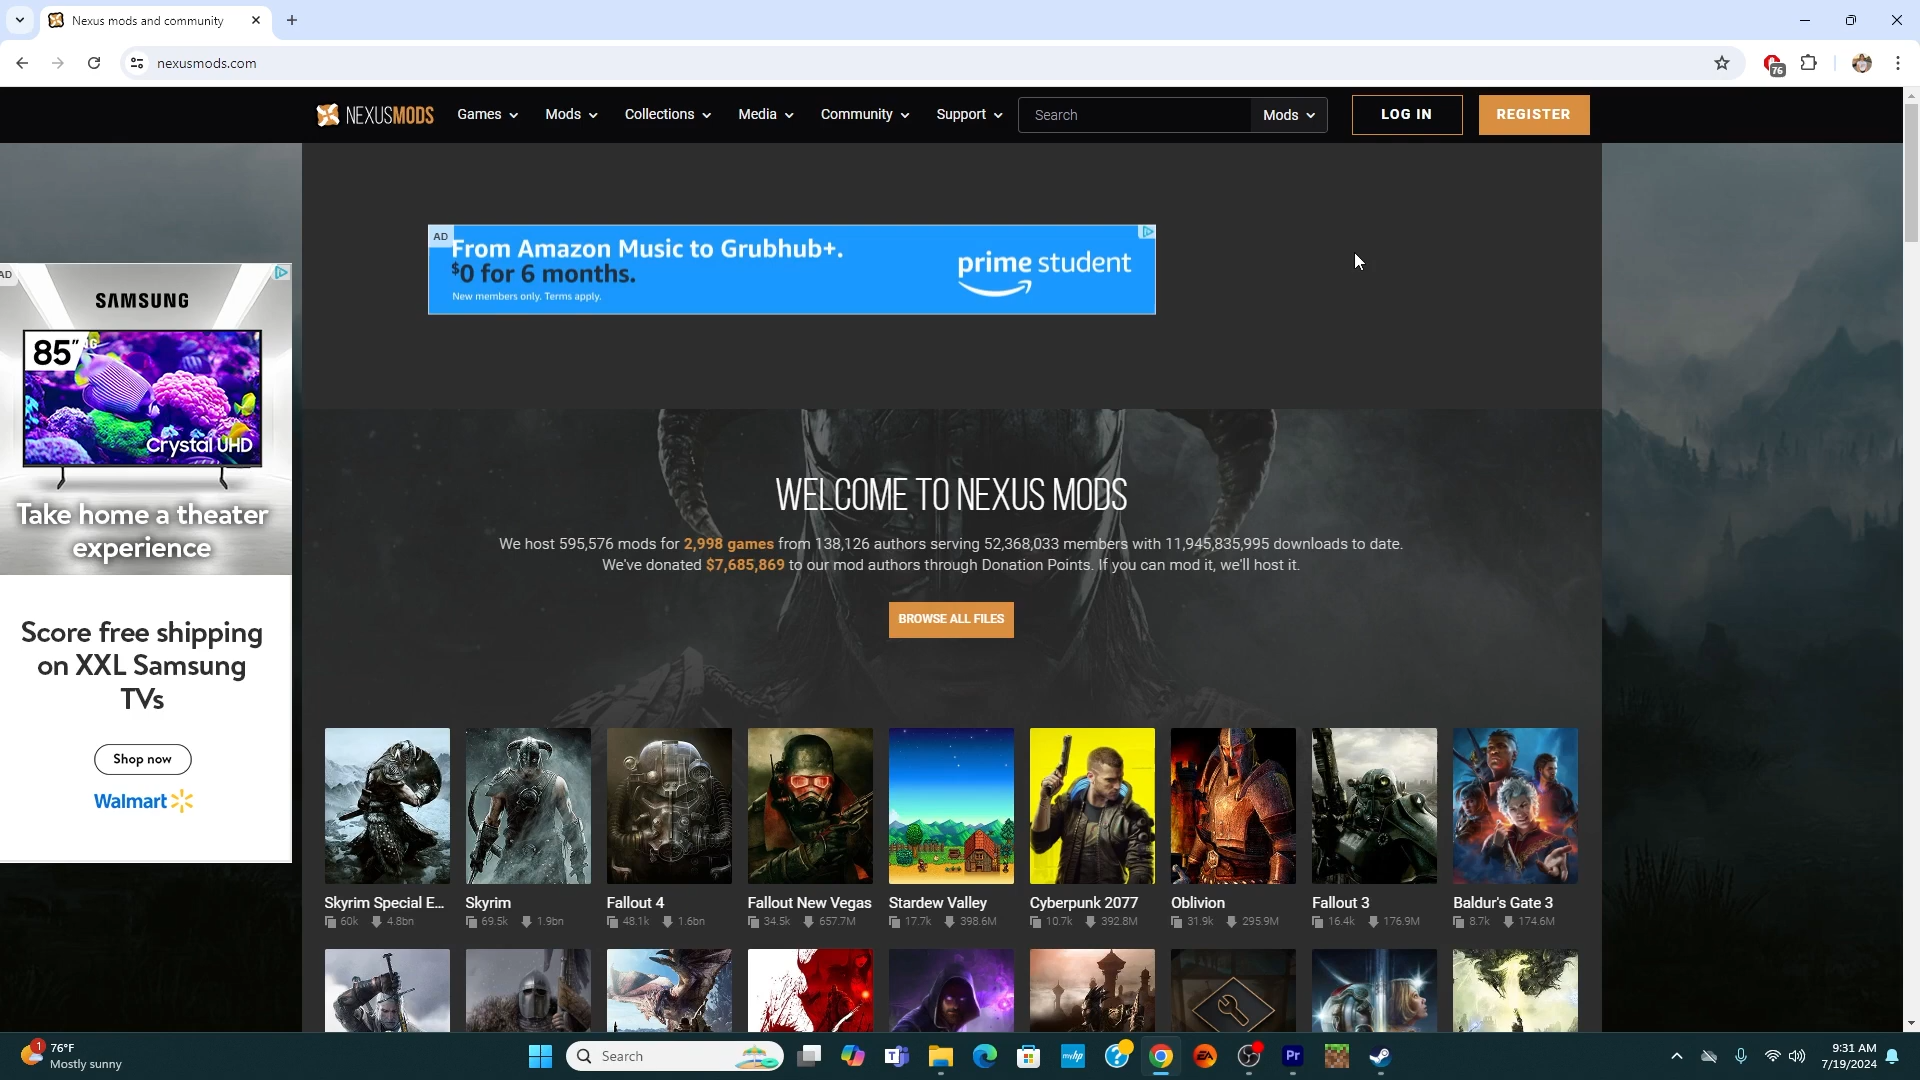 Nexus mods and community
nexusmods.com
76
NEXUSMODS
Games
Mods
Collections
Media
Community
Support
Search
Mods
LOG IN
REGISTER
AD
From Amazon Music to Grubhub+.
$0 for 6 months.
New members only. Terms apply.
prime student
AD
SAMSUNG
85"
Crystal UHD
Take home a theater
experience
Score free shipping
on XXL Samsung
TVs
Shop now
Walmart
WELCOME TO NEXUS MODS
We host 595,576 mods for 2,998 games from 138,126 authors serving 52,368,033 members with 11,945,835,995 downloads to date.
We've donated $7,685,869 to our mod authors through Donation Points. If you can mod it, we'll host it.
BROWSE ALL FILES
Skyrim Special E...
60k 4.8bn
Skyrim
69.5k 1.9bn
Fallout 4
48.1k 1.6bn
Fallout New Vegas
34.5k 657.7M
Stardew Valley
17.7k 398.6M
Cyberpunk 2077
10.7k 392.8M
Oblivion
31.9k 295.9M
Fallout 3
16.4k 176.9M
Baldur's Gate 3
8.7k 174.6M
1
76°F
Mostly sunny
Search
myhp
EA
Pr
9:31 AM
7/19/2024